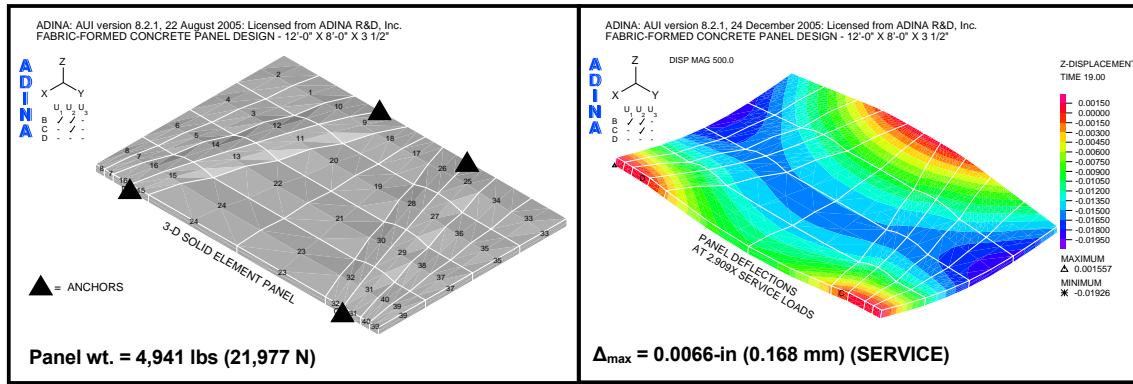 ADINA: AUI version 8.2.1, 22 August 2005: Licensed from ADINA R&D, Inc.
FABRIC-FORMED CONCRETE PANEL DESIGN - 12'-0" X 8'-0" X 3 1/2"
ADINA
Z
X Y
U1 U2 U3
B
C
D
3-D SOLID ELEMENT PANEL
= ANCHORS
Panel wt. = 4,941 lbs (21,977 N)
ADINA: AUI version 8.2.1, 24 December 2005: Licensed from ADINA R&D, Inc.
FABRIC-FORMED CONCRETE PANEL DESIGN - 12'-0" X 8'-0" X 3 1/2"
ADINA
DISP MAG 500.0
Z
X Y
U1 U2 U3
B
C
D
Z-DISPLACEMENT
TIME 19.00
0.00150
0.00000
-0.00150
-0.00300
-0.00450
-0.00600
-0.00750
-0.00900
-0.01050
-0.01200
-0.01350
-0.01500
-0.01650
-0.01800
-0.01950
MAXIMUM
0.001557
MINIMUM
-0.01926
PANEL DEFLECTIONS
AT 2.909X SERVICE LOADS
Δmax = 0.0066-in (0.168 mm) (SERVICE)